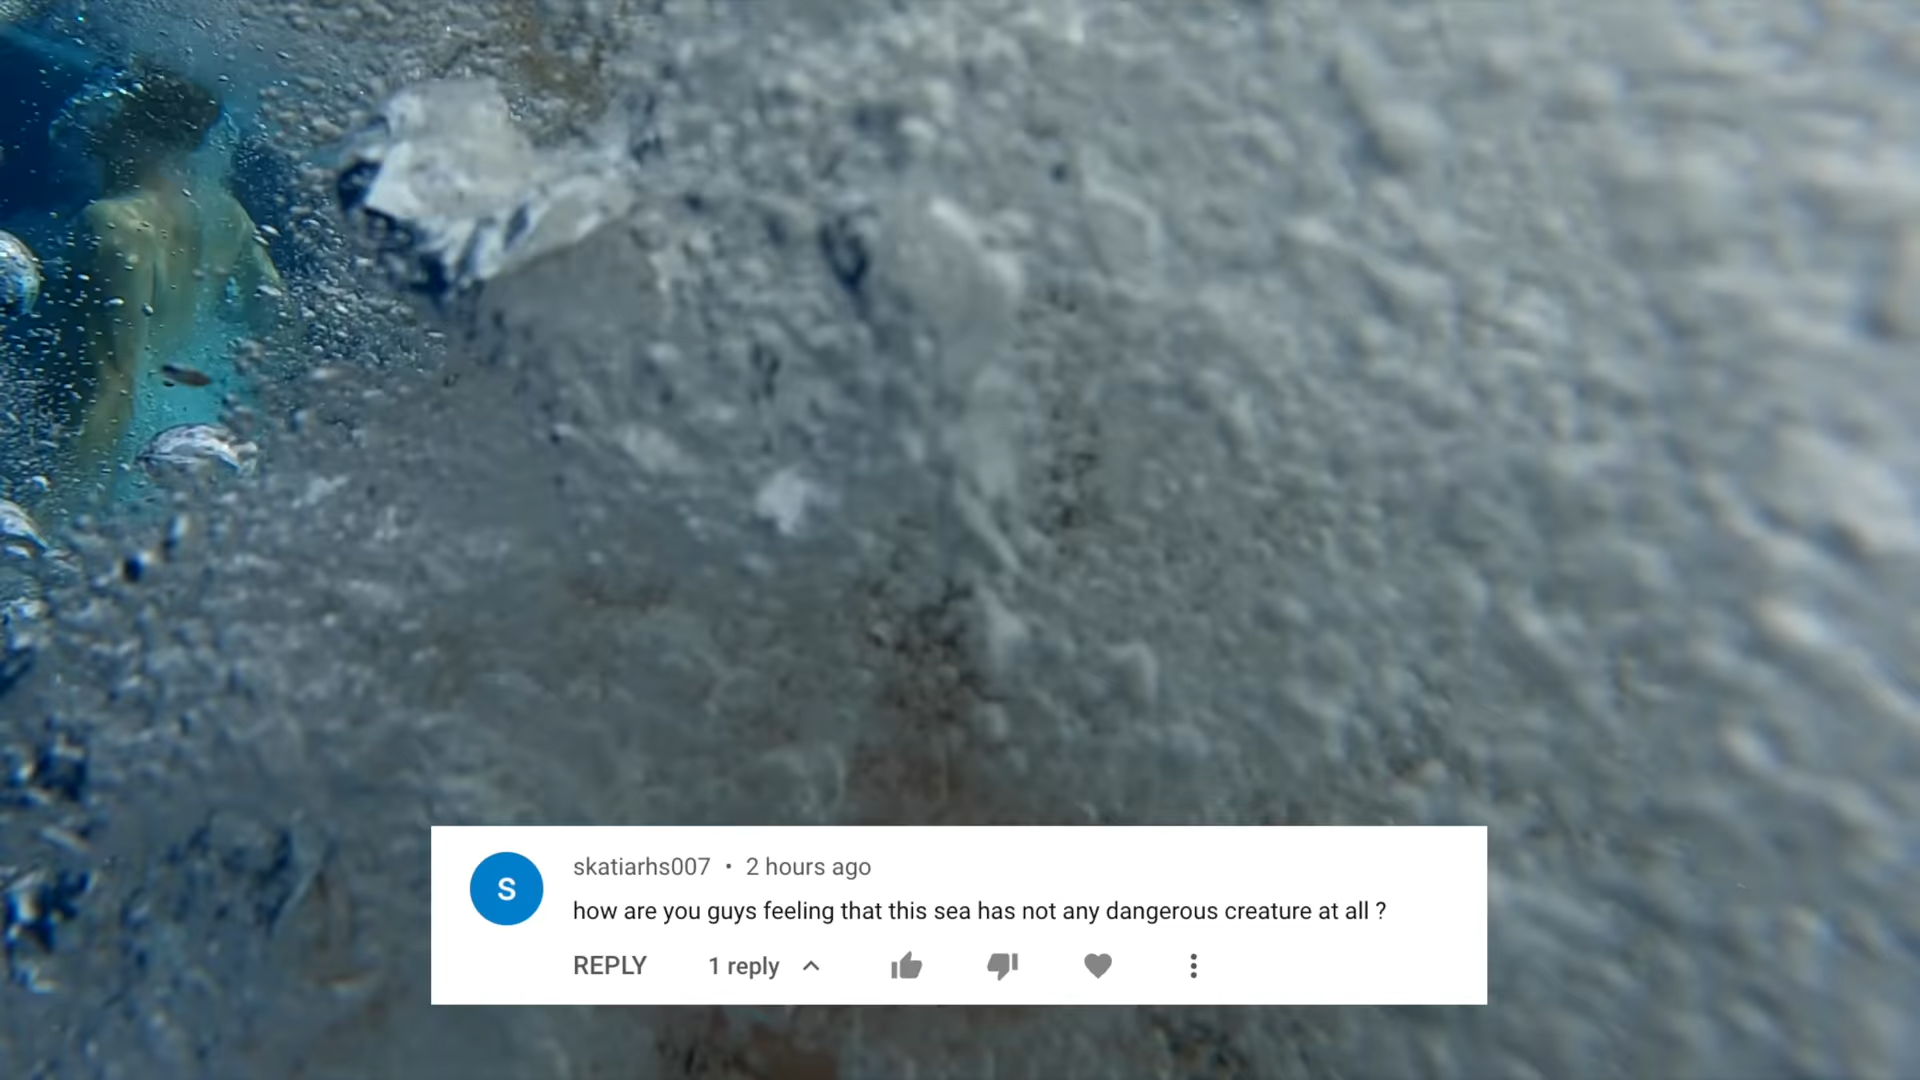 S
skatiarhs007 • 2 hours ago
how are you guys feeling that this sea has not any dangerous creature at all ?
REPLY 1 reply